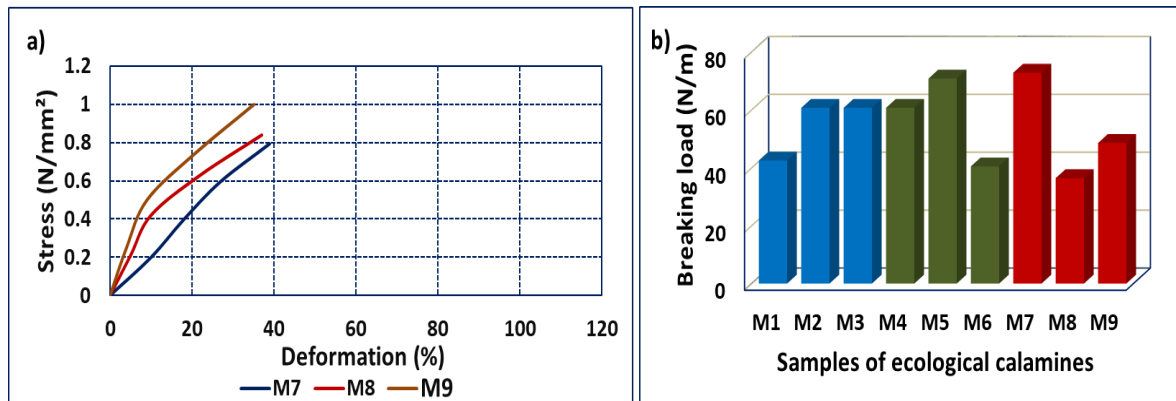 a)
Stress (N/mm²)
1.2
1
0.8
0.6
0.4
0.2
0
0 20 40 60 80 100 120
Deformation (%)
M7 M8 M9
b)
Breaking load (N/m)
80
60
40
20
0
M1 M2 M3 M4 M5 M6 M7 M8 M9
Samples of ecological calamines